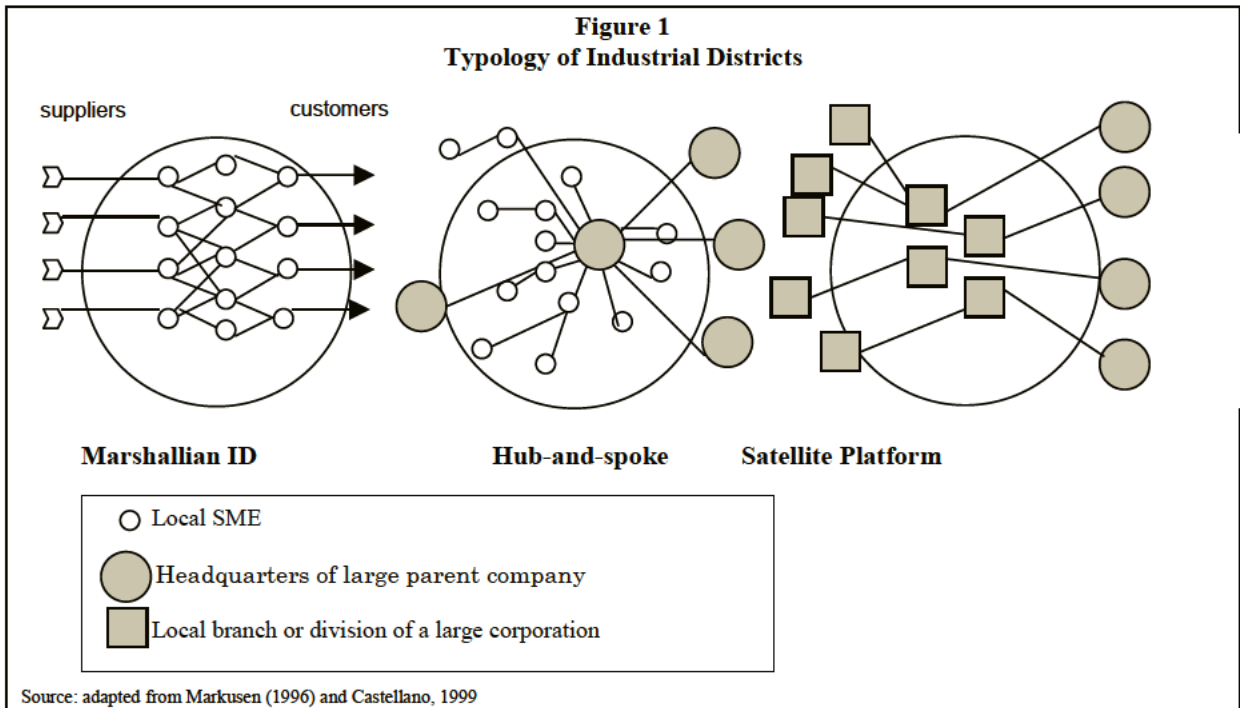 Figure 1
Typology of Industrial Districts
suppliers
customers
Marshallian ID
Hub-and-spoke
Satellite Platform
Local SME
Headquarters of large parent company
Local branch or division of a large corporation
Source: adapted from Markusen (1996) and Castellano, 1999